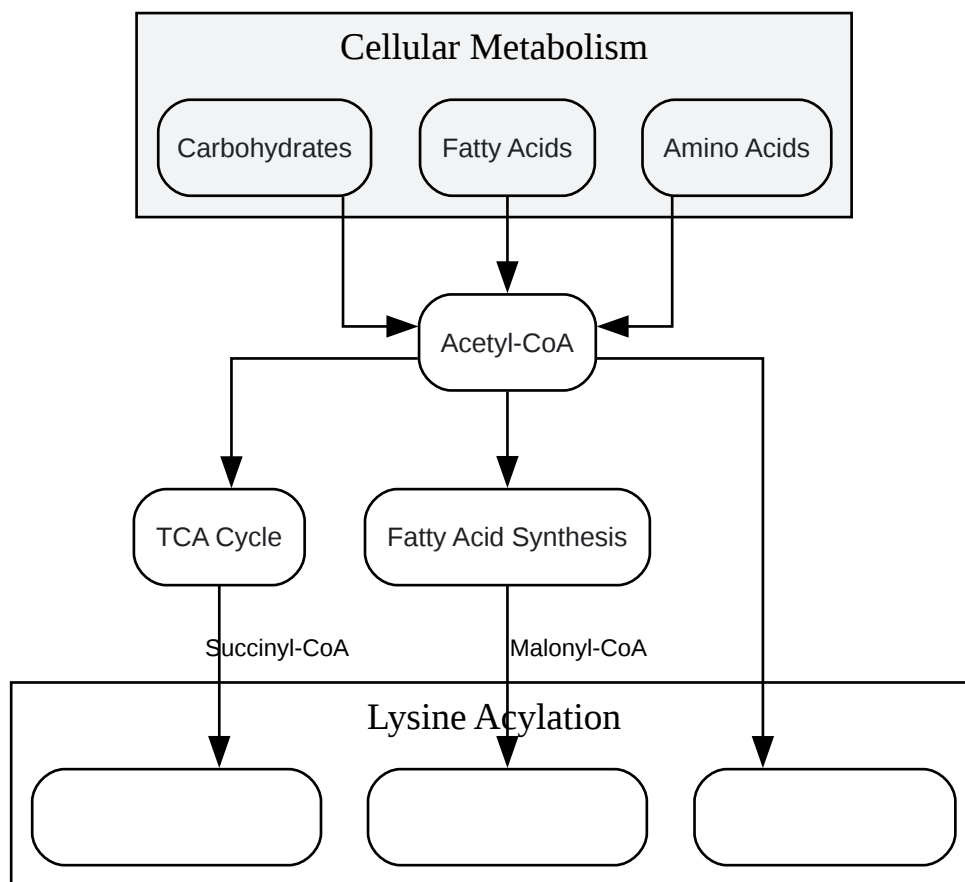 Cellular Metabolism
Carbohydrates
Fatty Acids
Amino Acids
Acetyl-CoA
TCA Cycle
Fatty Acid Synthesis
Succinyl-CoA
Malonyl-CoA
Lysine Acylation